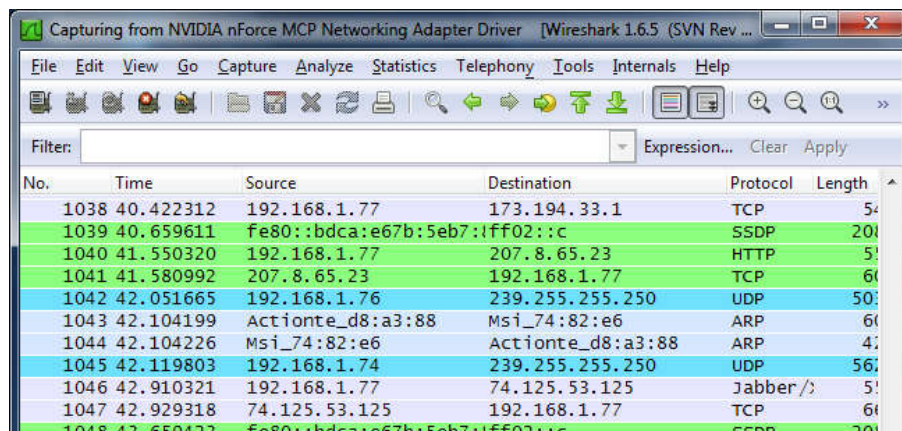 Capturing from NVIDIA nForce MCP Networking Adapter Driver [Wireshark 1.6.5 (SVN Rev ...
File Edit View Go Capture Analyze Statistics Telephony Tools Internals Help
Filter: Expression... Clear Apply
No. Time Source Destination Protocol Length
1038 40.422312 192.168.1.77 173.194.33.1 TCP
1039 40.659611 fe80::bdca:e67b:5eb7: ff02::c SSDP
1040 41.550320 192.168.1.77 207.8.65.23 HTTP
1041 41.580992 207.8.65.23 192.168.1.77 TCP
1042 42.051665 192.168.1.76 239.255.255.250 UDP
1043 42.104199 Actionte_d8:a3:88 Msi_74:82:e6 ARP
1044 42.104226 Msi_74:82:e6 Actionte_d8:a3:88 ARP
1045 42.119803 192.168.1.74 239.255.255.250 UDP
1046 42.910321 192.168.1.77 74.125.53.125 Jabber/
1047 42.929318 74.125.53.125 192.168.1.77 TCP